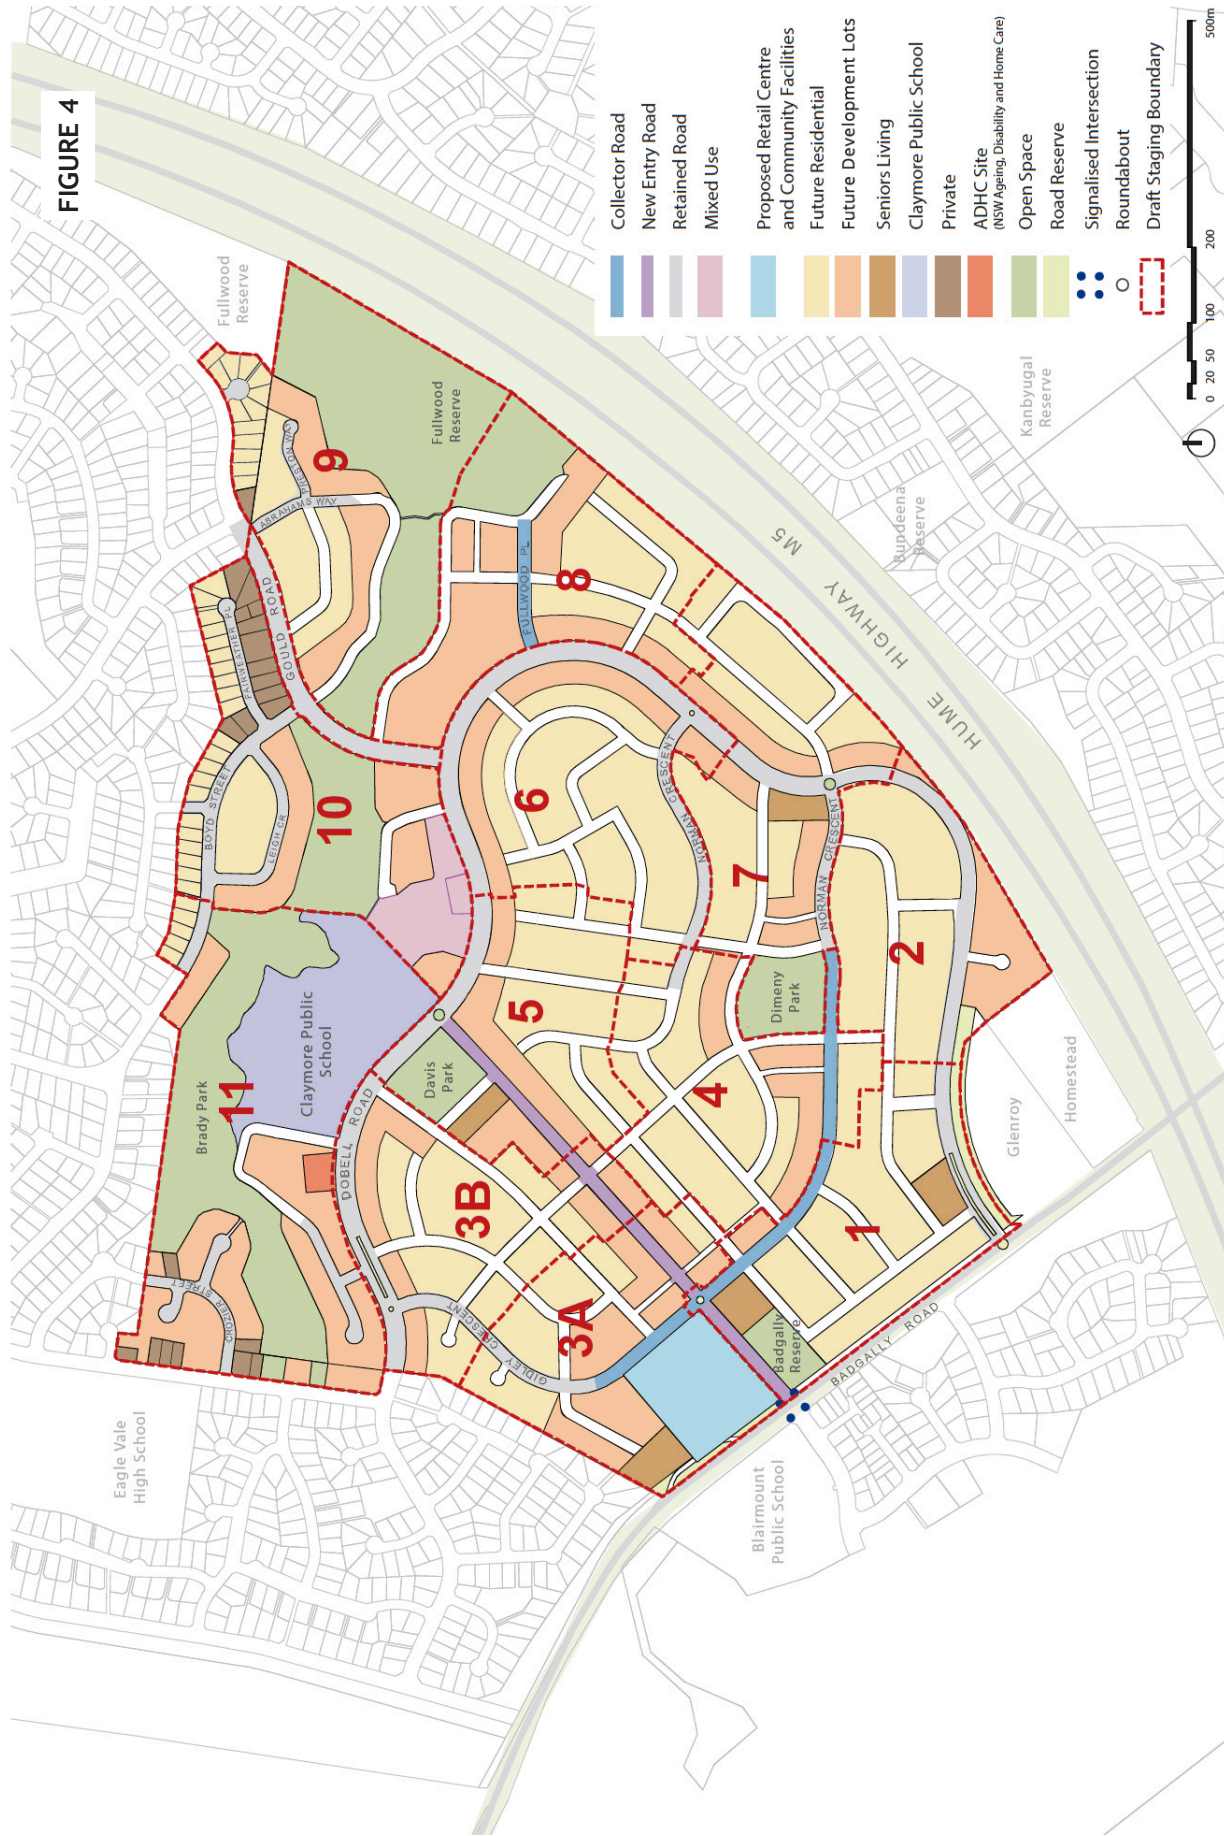 FIGURE 4
Collector Road
New Entry Road
Retained Road
Mixed Use
Proposed Retail Centre
and Community Facilities
Future Residential
Future Development Lots
Seniors Living
Claymore Public School
Private
ADHC Site
(NSW Ageing, Disability and Home Care)
Open Space
Road Reserve
Signalised Intersection
Roundabout
Draft Staging Boundary
0 20 50 100 200 500m
Eagle Vale
High School
Blairmount
Public School
Fullwood
Reserve
Fullwood
Reserve
Kanbyugal
Reserve
Bundeena
Reserve
Glenroy
Homestead
HUME HIGHWAY M5
BADGALLY ROAD
Badgally
Reserve
Brady Park
Claymore Public
School
Davis
Park
Dimeny
Park
CROZIER STREET
DOBELL ROAD
GIDLEY CRESCENT
BOYD STREET
LEIGH CR
FAIRWEATHER PL
GOULD ROAD
ABRAHAMS WAY
PRESTON WAY
FULLWOOD PL
NORMAN CRESCENT
NORMAN CRESCENT
1
2
3A
3B
4
5
6
7
8
9
10
11